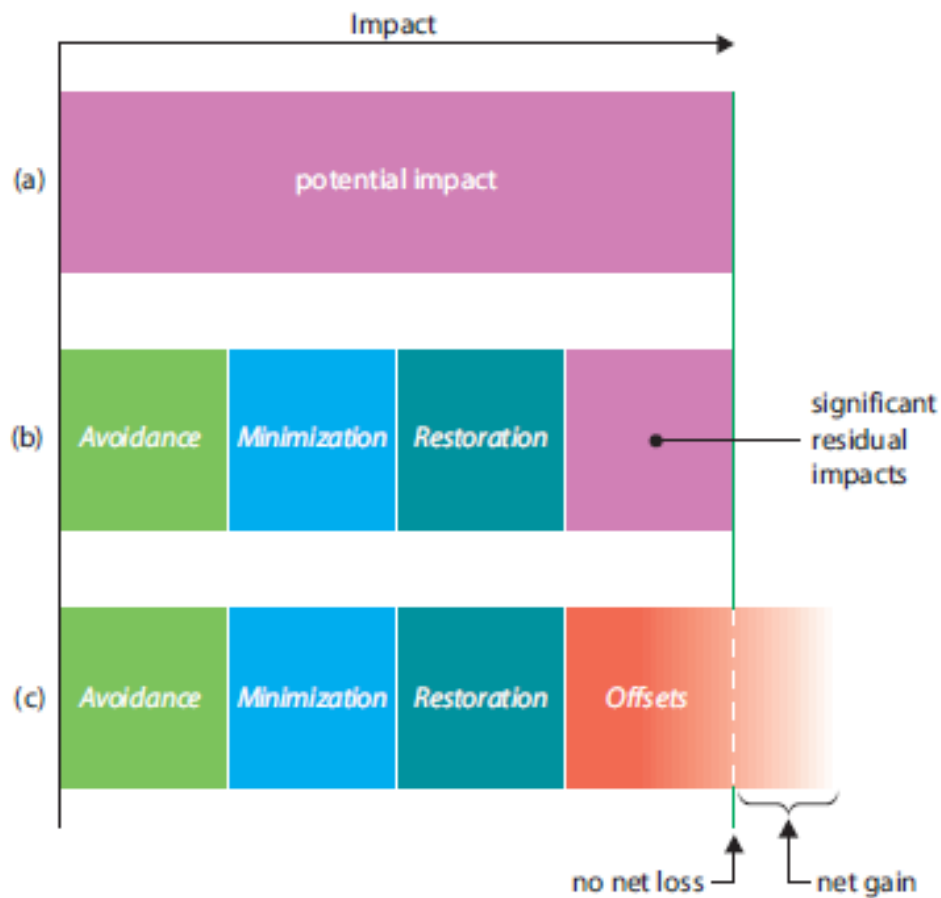 Impact
(a)
potential impact
(b)
Avoidance
Minimization
Restoration
significant
residual
impacts
(c)
Avoidance
Minimization
Restoration
Offsets
no net loss
net gain